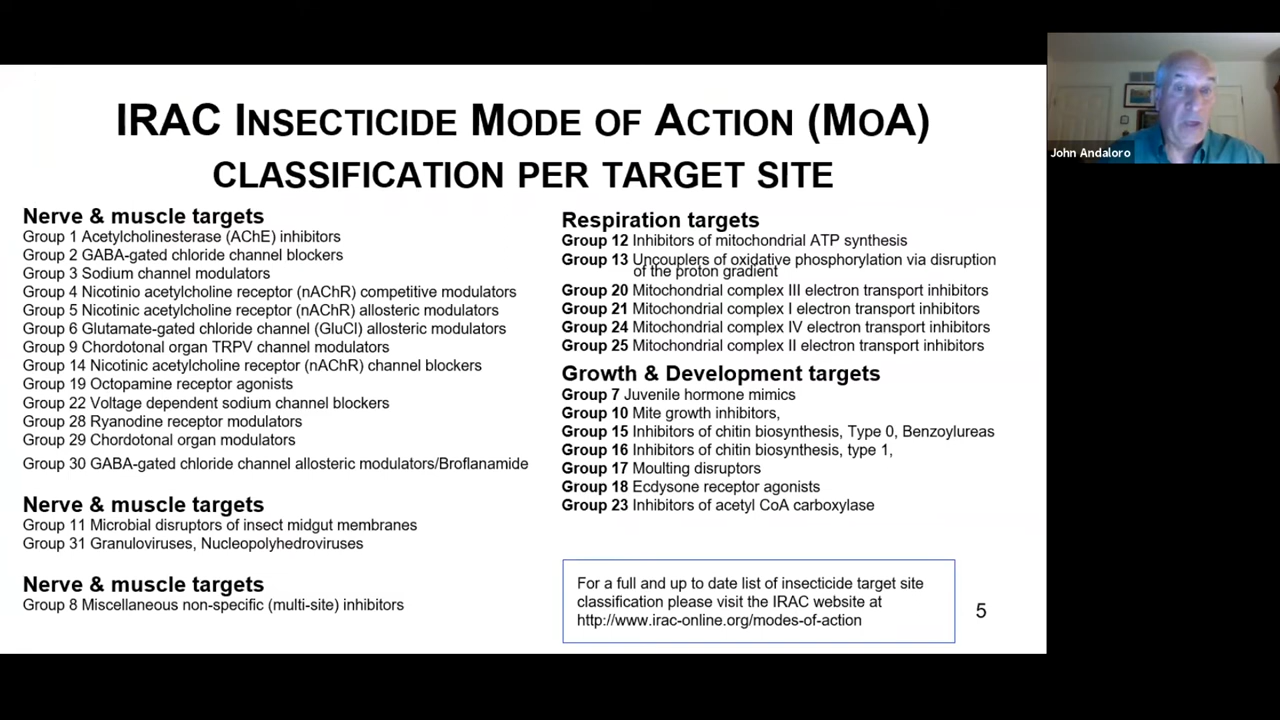 IRAC INSECTICIDE MODE OF ACTION (MOA)
CLASSIFICATION PER TARGET SITE
Nerve & muscle targets
Group 1 Acetylcholinesterase (AChE) inhibitors
Group 2 GABA-gated chloride channel blockers
Group 3 Sodium channel modulators
Group 4 Nicotinio acetylcholine receptor (nAChR) competitive modulators
Group 5 Nicotinic acetylcholine receptor (nAChR) allosteric modulators
Group 6 Glutamate-gated chloride channel (GluCl) allosteric modulators
Group 9 Chordotonal organ TRPV channel modulators
Group 14 Nicotinic acetylcholine receptor (nAChR) channel blockers
Group 19 Octopamine receptor agonists
Group 22 Voltage dependent sodium channel blockers
Group 28 Ryanodine receptor modulators
Group 29 Chordotonal organ modulators
Group 30 GABA-gated chloride channel allosteric modulators/Broflanamide
Nerve & muscle targets
Group 11 Microbial disruptors of insect midgut membranes
Group 31 Granuloviruses, Nucleopolyhedroviruses
Nerve & muscle targets
Group 8 Miscellaneous non-specific (multi-site) inhibitors
Respiration targets
Group 12 Inhibitors of mitochondrial ATP synthesis
Group 13 Uncouplers of oxidative phosphorylation via disruption
of the proton gradient
Group 20 Mitochondrial complex III electron transport inhibitors
Group 21 Mitochondrial complex I electron transport inhibitors
Group 24 Mitochondrial complex IV electron transport inhibitors
Group 25 Mitochondrial complex II electron transport inhibitors
Growth & Development targets
Group 7 Juvenile hormone mimics
Group 10 Mite growth inhibitors,
Group 15 Inhibitors of chitin biosynthesis, Type 0, Benzoylureas
Group 16 Inhibitors of chitin biosynthesis, type 1,
Group 17 Moulting disruptors
Group 18 Ecdysone receptor agonists
Group 23 Inhibitors of acetyl CoA carboxylase
For a full and up to date list of insecticide target site
classification please visit the IRAC website at
http://www.irac-online.org/modes-of-action
5
John Andaloro